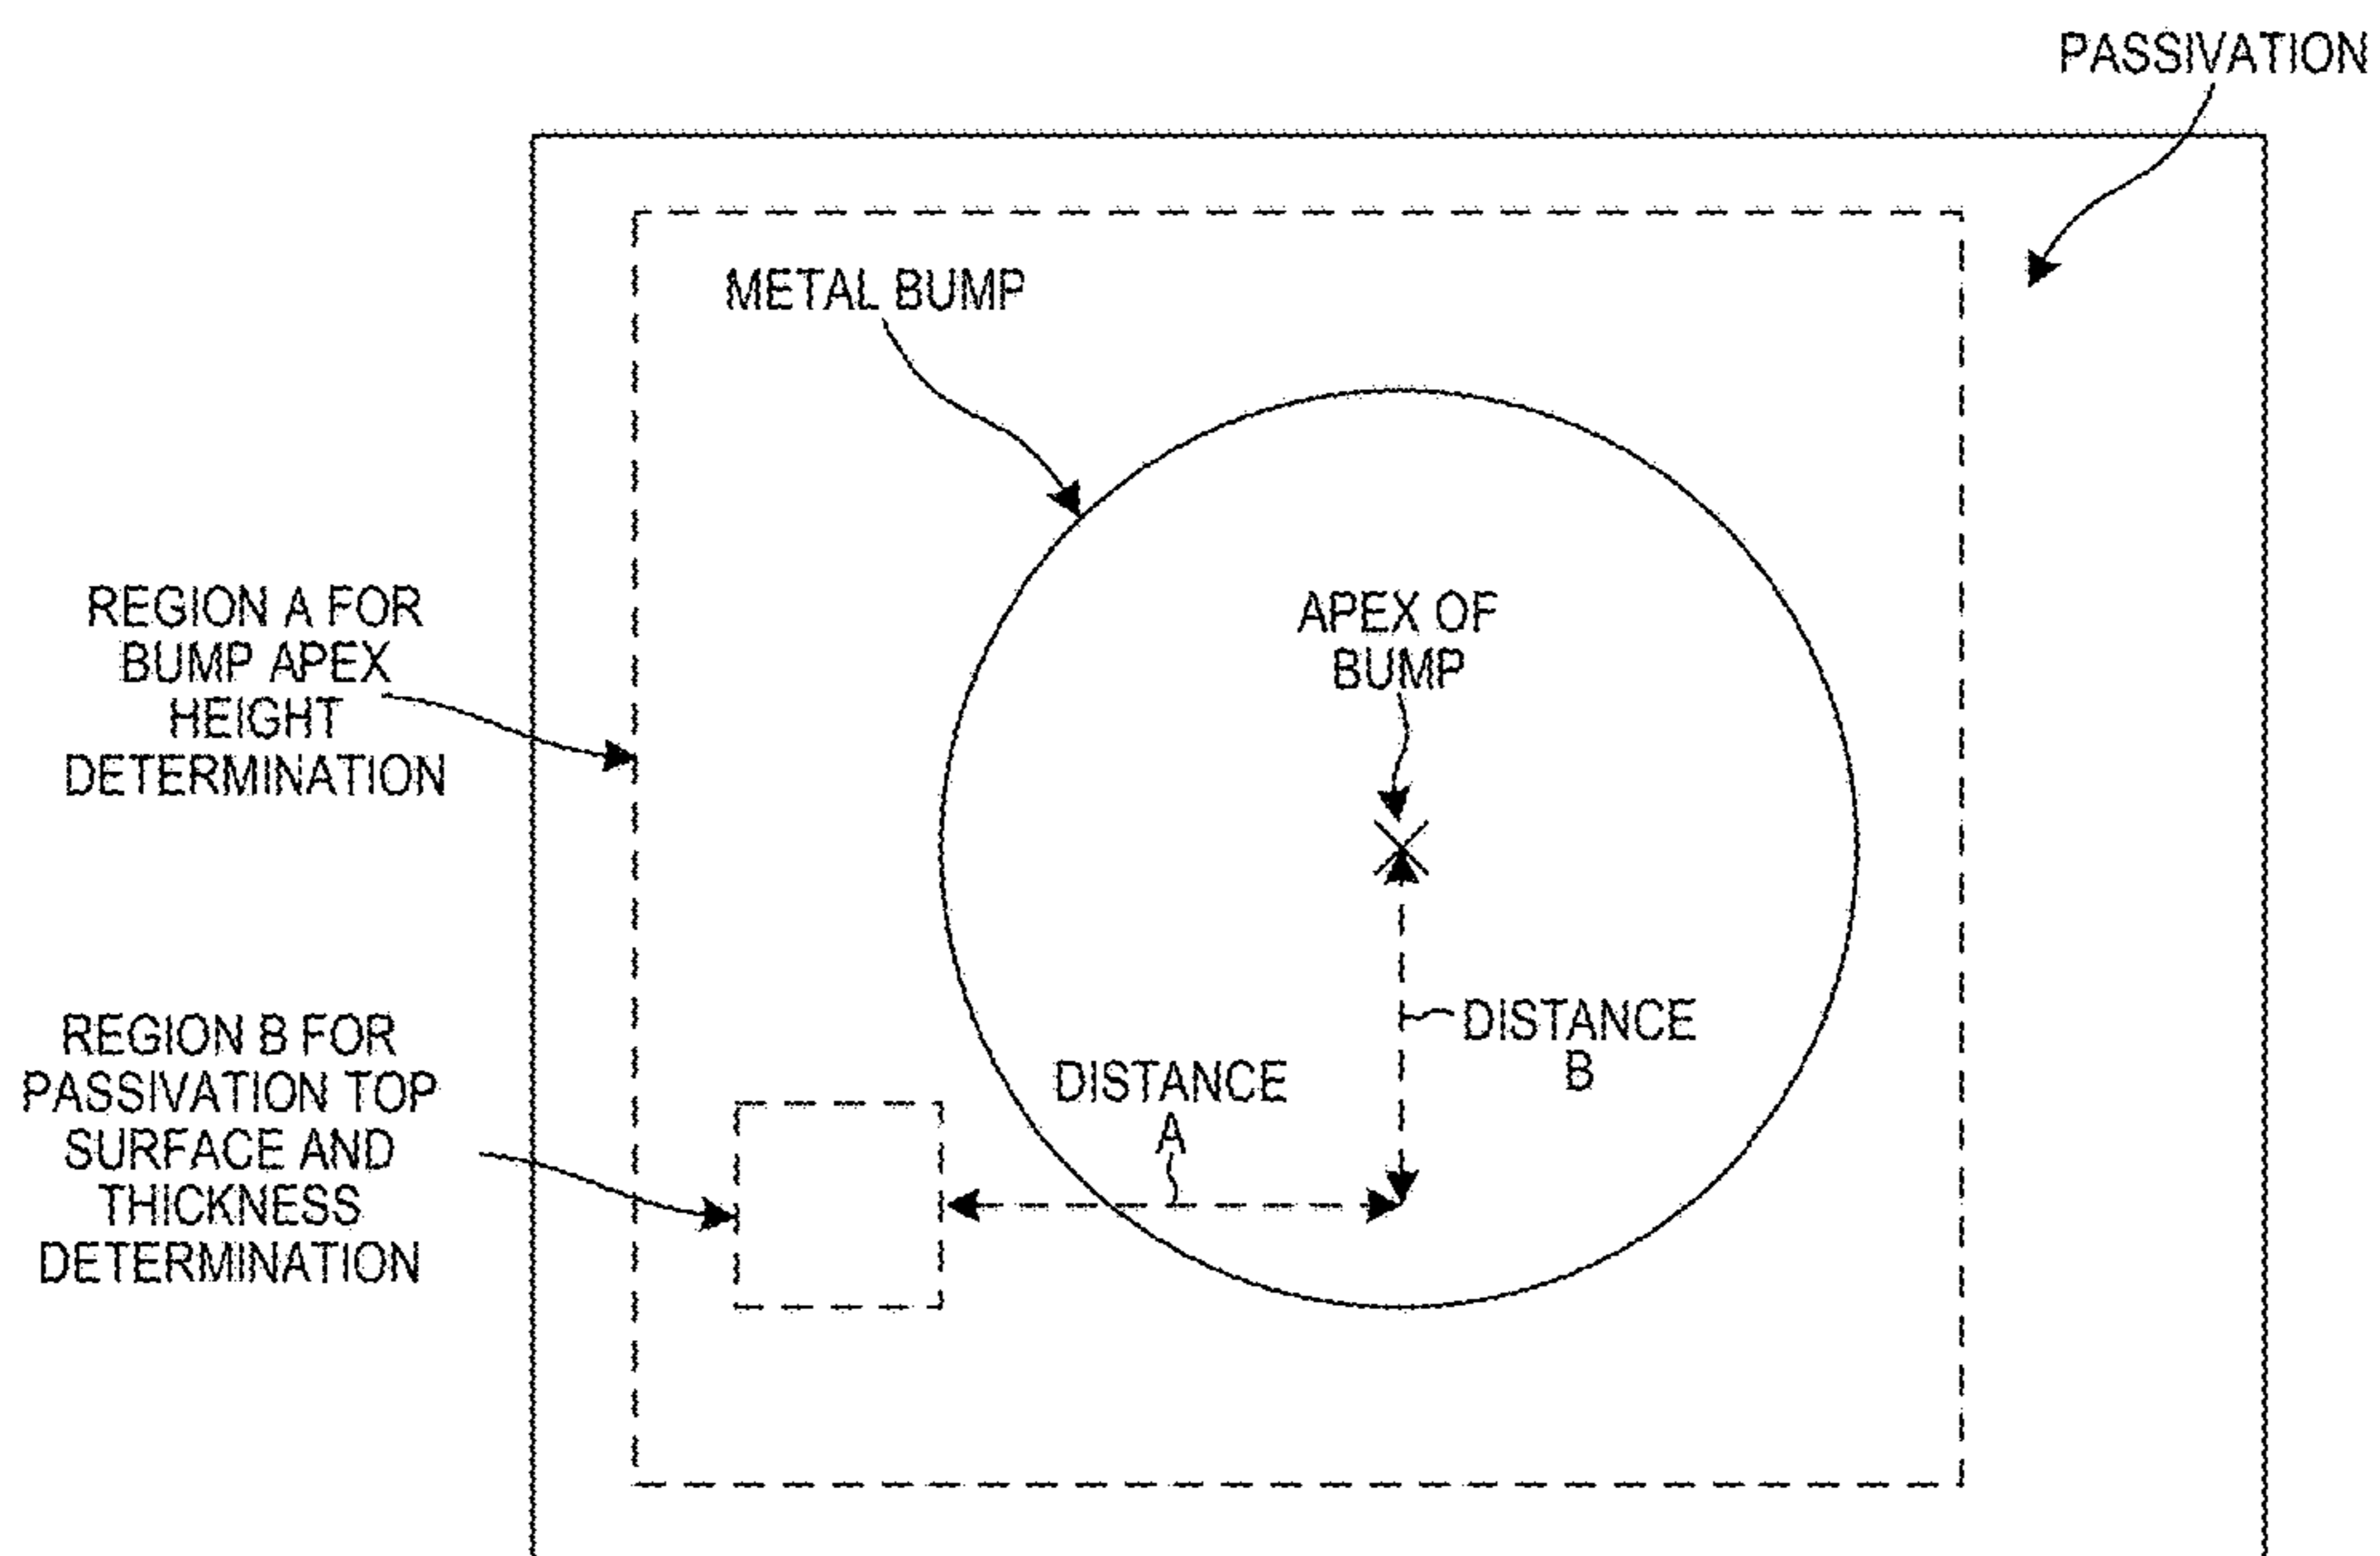 PASSIVATION
METAL BUMP
REGION A FOR
BUMP APEX
HEIGHT
DETERMINATION
APEX OF
BUMP
REGION B FOR
PASSIVATION TOP
SURFACE AND
THICKNESS
DETERMINATION
DISTANCE
A
DISTANCE
B